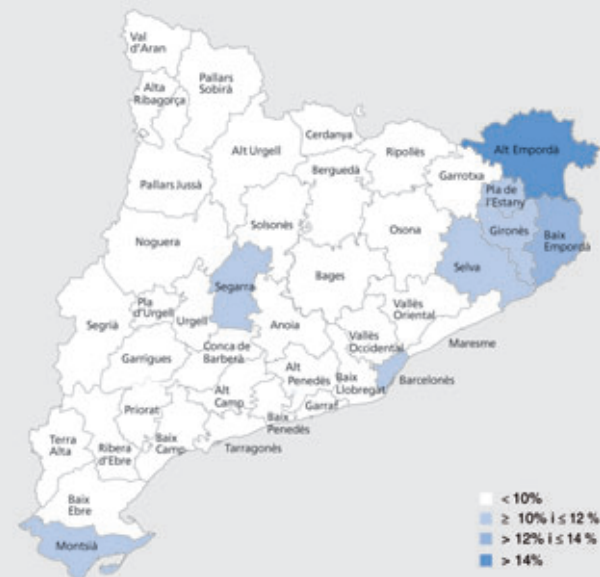 Val
d'Aran
Alta
Ribagorça
Pallars
Sobirà
Alt Urgell
Cerdanya
Ripollès
Alt Empordà
Berguedà
Garrotxa
Pla de
l'Estany
Pallars Jussà
Solsonès
Osona
Gironès
Baix
Empordà
Noguera
Selva
Segarra
Bages
Pla
d'Urgell
Urgell
Segrià
Anoia
Vallès
Oriental
Vallès
Occidental
Maresme
Garrigues
Conca de
Barberà
Alt
Penedès
Baix
Llobregat
Barcelonès
Alt
Camp
Garraf
Priorat
Baix
Penedès
Baix
Camp
Tarragonès
Terra
Alta
Ribera
d'Ebre
Baix
Ebre
Montsià
< 10%
≥ 10% i ≤ 12 %
> 12% i ≤ 14 %
> 14%